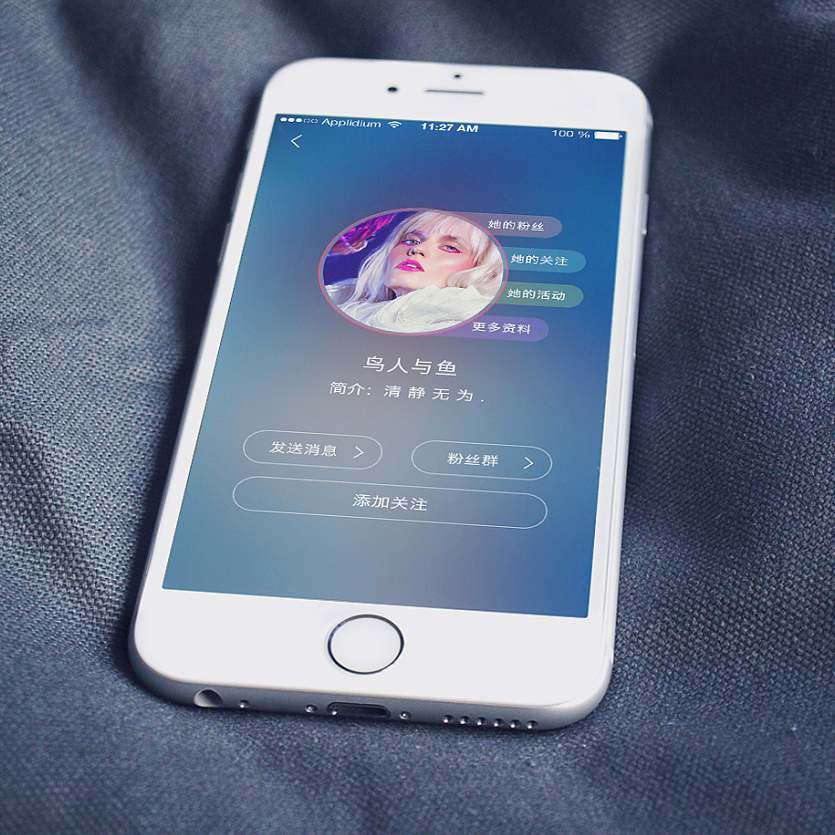 Applidium 11:27 AM 100 %
她的粉丝
她的关注
她的活动
更多资料
鸟人与鱼
简介：清 静 无 为 .
发送消息
粉丝群
添加关注